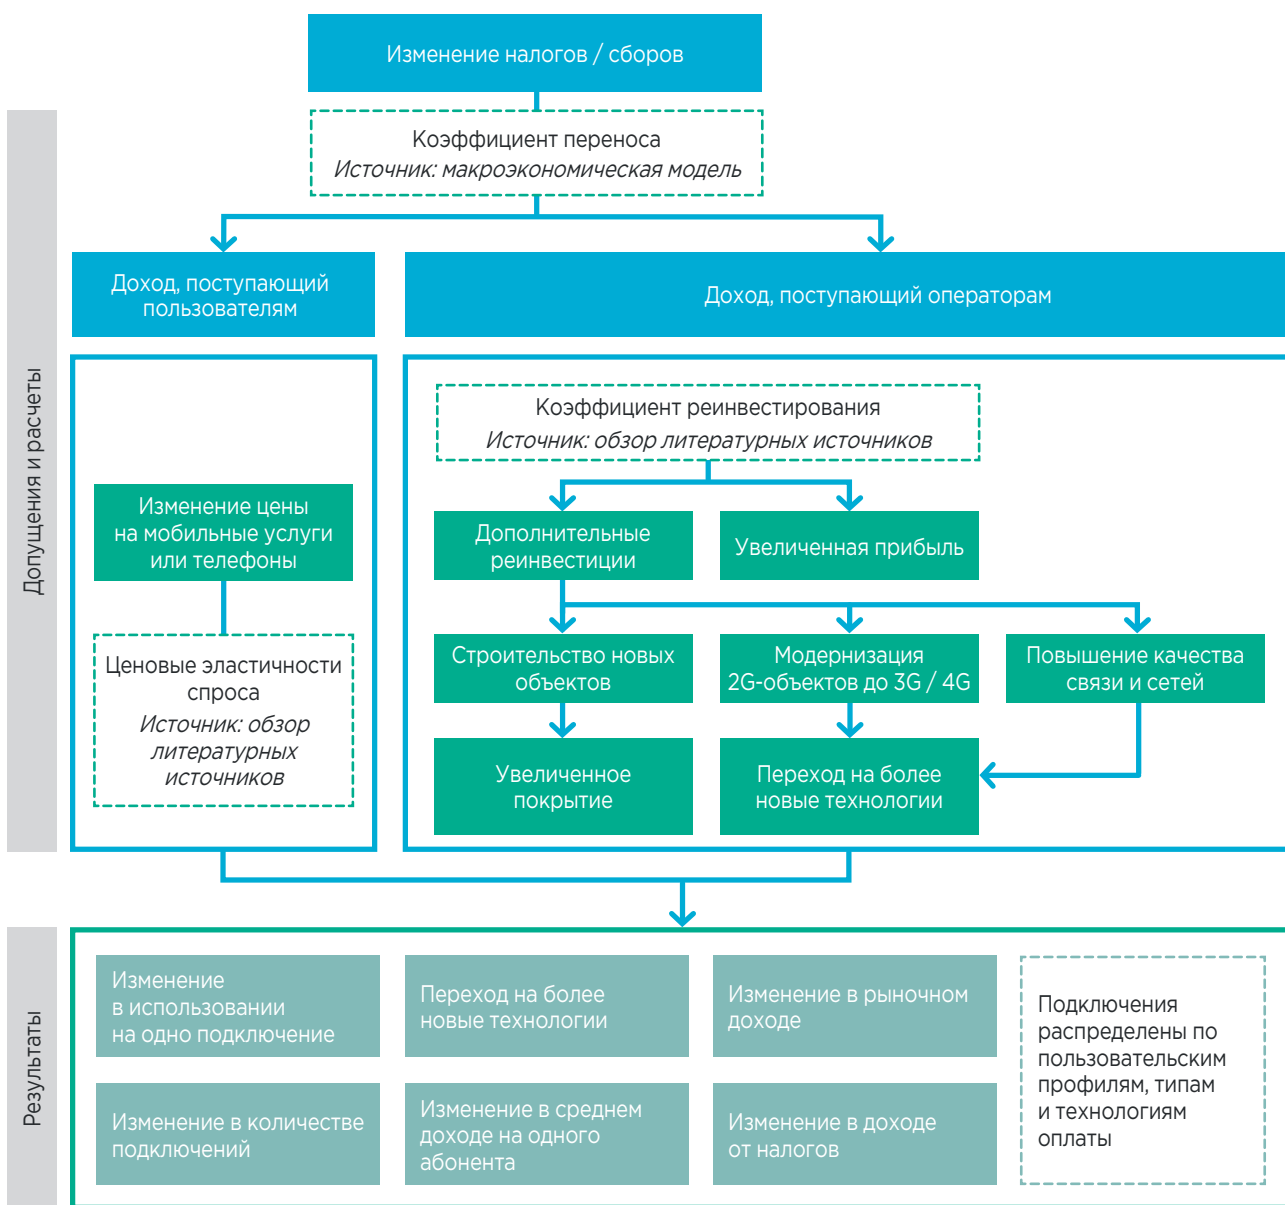 Изменение налогов / сборов
Коэффициент переноса
Источник: макроэкономическая модель
Допущения и расчеты
Доход, поступающий
пользователям
Доход, поступающий операторам
Изменение цены
на мобильные услуги
или телефоны
Ценовые эластичности
спроса
Источник: обзор
литературных
источников
Коэффициент реинвестирования
Источник: обзор литературных источников
Дополнительные
реинвестиции
Увеличенная прибыль
Строительство новых
объектов
Модернизация
2G-объектов до 3G / 4G
Повышение качества
связи и сетей
Увеличенное
покрытие
Переход на более
новые технологии
Результаты
Изменение
в использовании
на одно подключение
Переход на более
новые технологии
Изменение в рыночном
доходе
Изменение в количестве
подключений
Изменение в среднем
доходе на одного
абонента
Изменение в доходе
от налогов
Подключения
распределены по
пользовательским
профилям, типам
и технологиям
оплаты